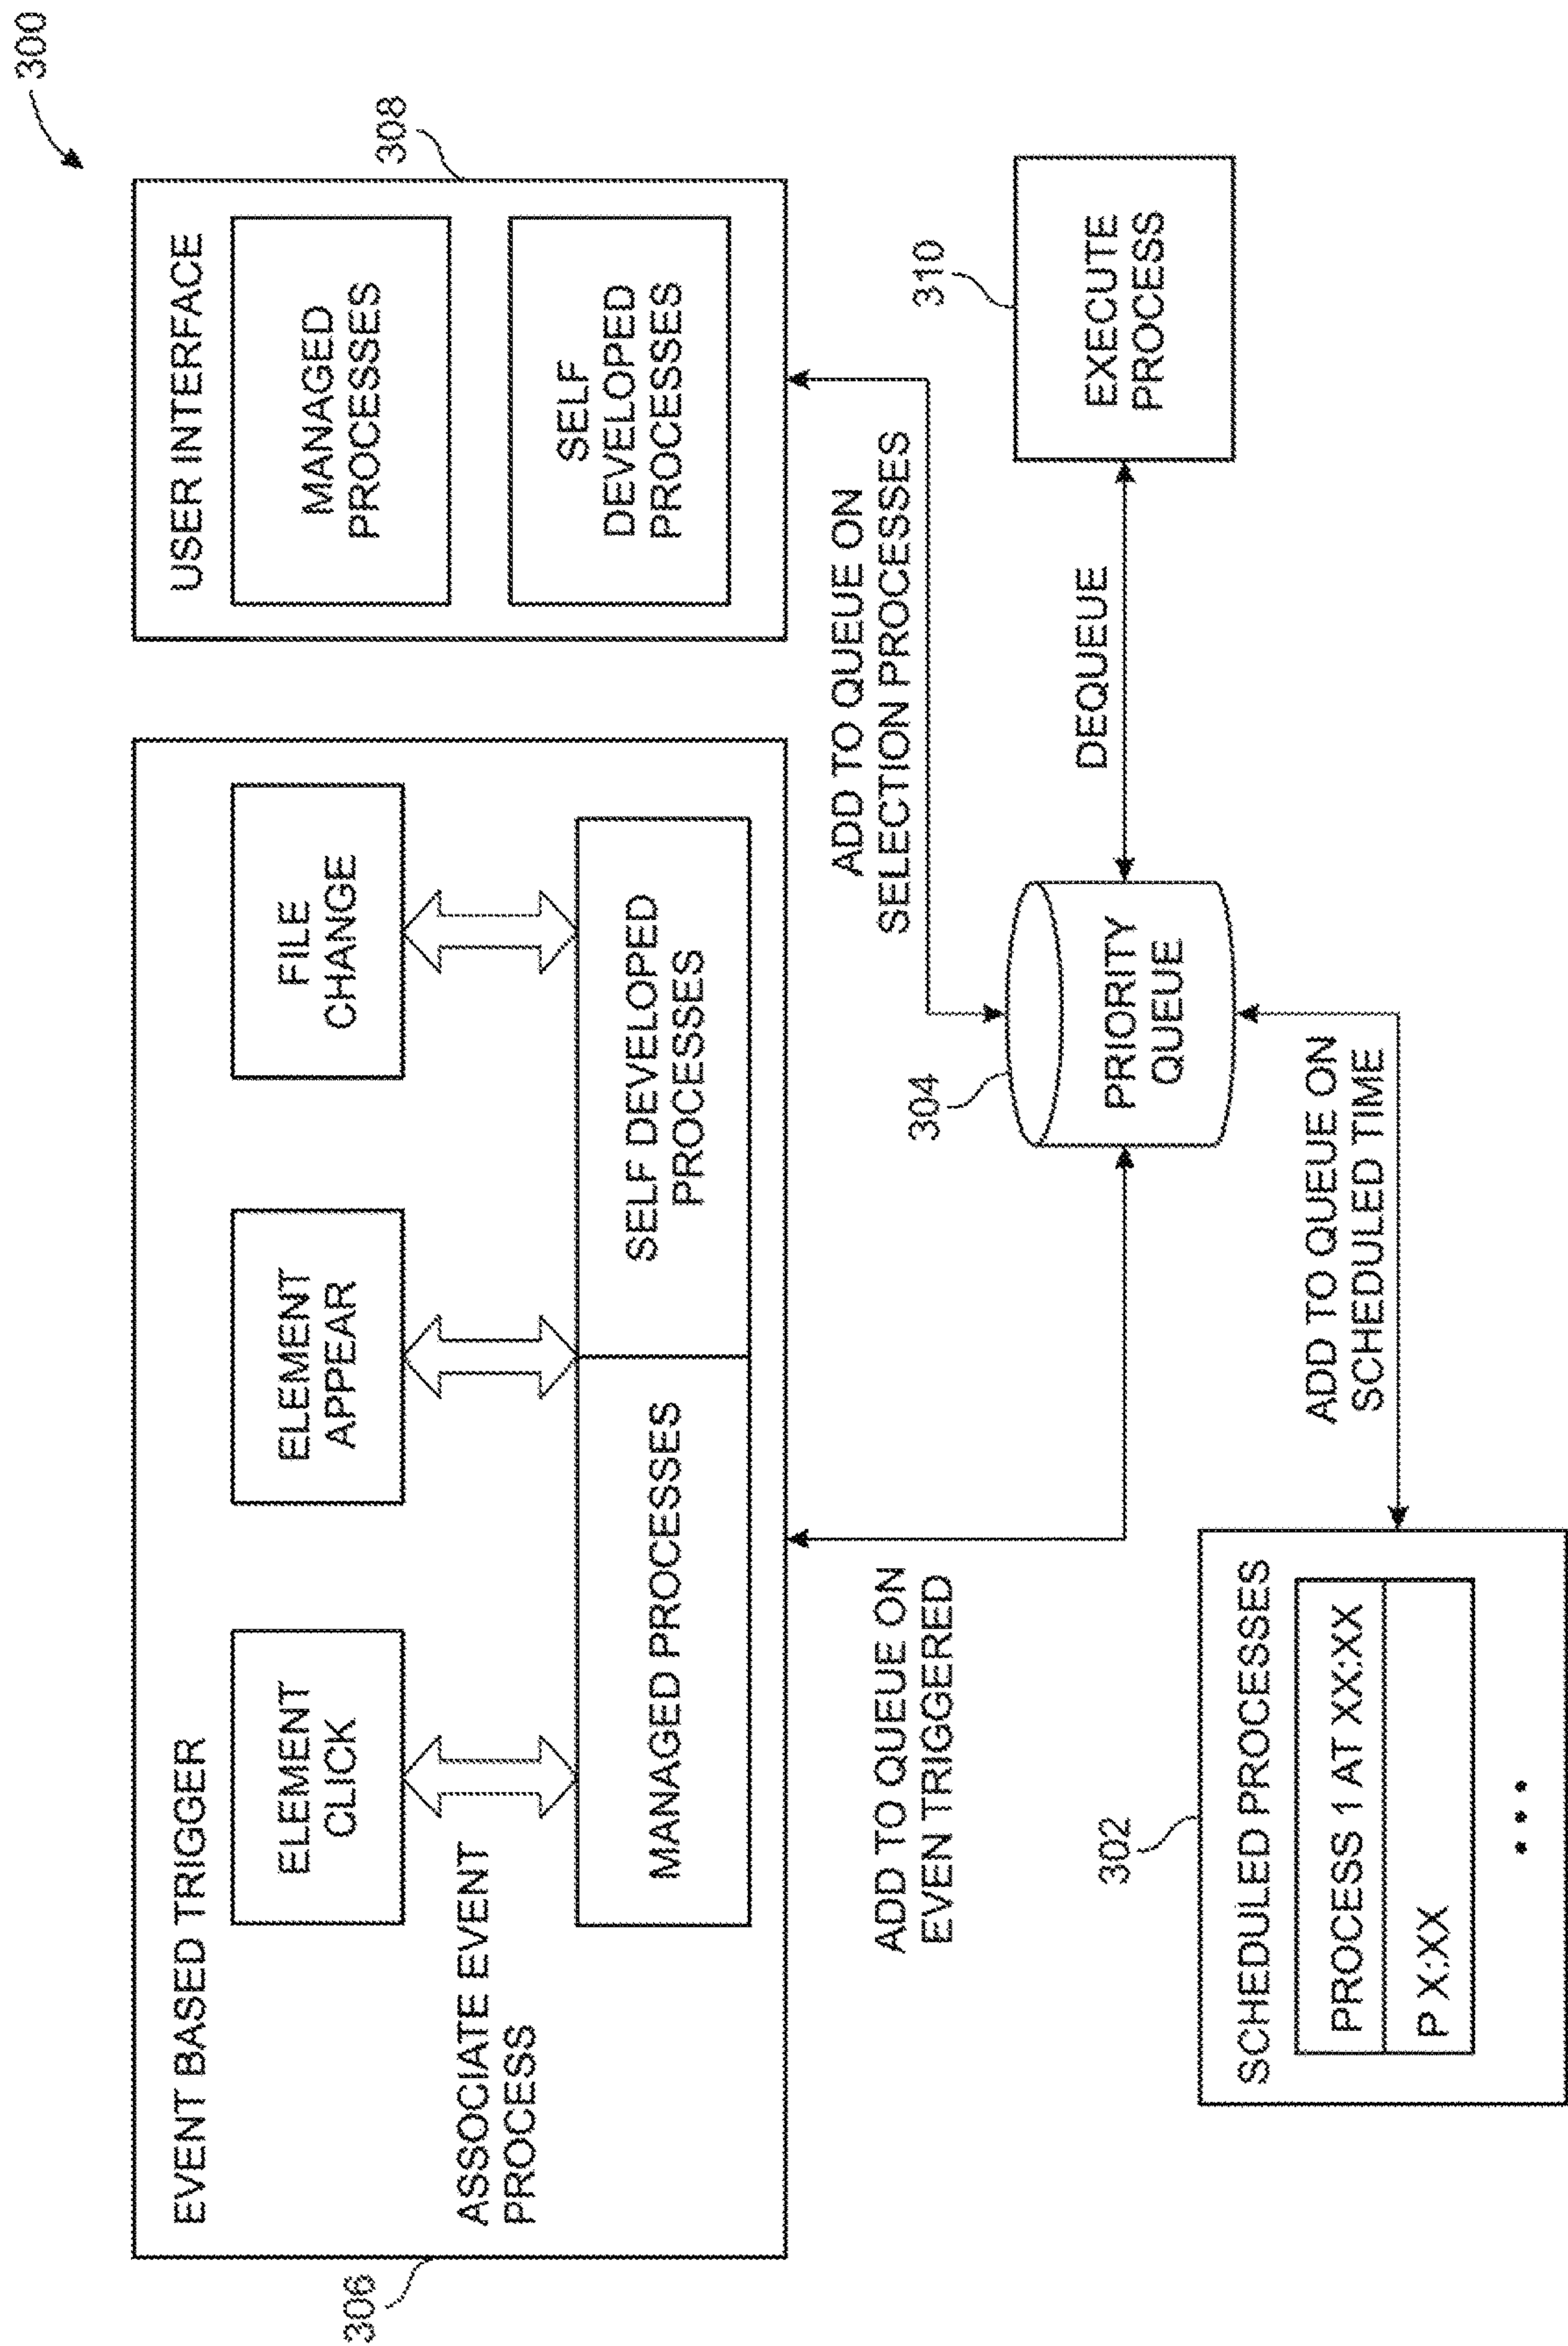 300
EVENT BASED TRIGGER
ELEMENT
CLICK
ELEMENT
APPEAR
FILE
CHANGE
ASSOCIATE EVENT
PROCESS
MANAGED PROCESSES
SELF DEVELOPED
PROCESSES
306
USER INTERFACE
MANAGED
PROCESSES
SELF
DEVELOPED
PROCESSES
308
ADD TO QUEUE ON
EVEN TRIGGERED
ADD TO QUEUE ON
SELECTION PROCESSES
304
PRIORITY
QUEUE
DEQUEUE
310
EXECUTE
PROCESS
302
SCHEDULED PROCESSES
PROCESS 1 AT XX:XX
P X:XX
•••
ADD TO QUEUE ON
SCHEDULED TIME